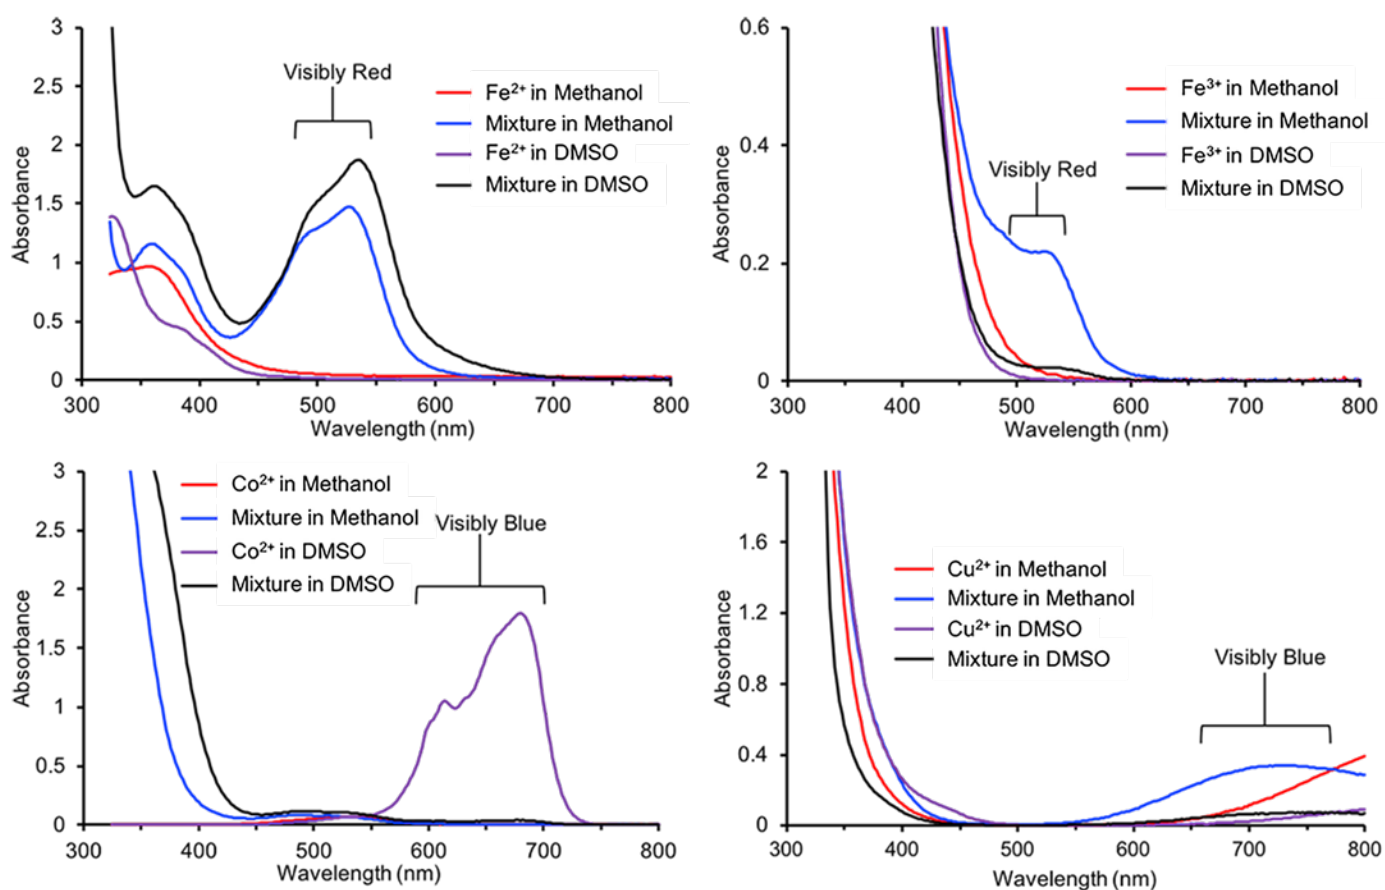 3
2.5
2
1.5
1
0.5
0
Absorbance
Visibly Red
Fe²⁺ in Methanol
Mixture in Methanol
Fe²⁺ in DMSO
Mixture in DMSO
300 400 500 600 700 800
Wavelength (nm)
0.6
0.4
0.2
0
Absorbance
Visibly Red
Fe³⁺ in Methanol
Mixture in Methanol
Fe³⁺ in DMSO
Mixture in DMSO
300 400 500 600 700 800
Wavelength (nm)
3
2.5
2
1.5
1
0.5
0
Absorbance
Co²⁺ in Methanol
Mixture in Methanol
Co²⁺ in DMSO
Mixture in DMSO
Visibly Blue
300 400 500 600 700 800
Wavelength (nm)
2
1.6
1.2
0.8
0.4
0
Absorbance
Cu²⁺ in Methanol
Mixture in Methanol
Cu²⁺ in DMSO
Mixture in DMSO
Visibly Blue
300 400 500 600 700 800
Wavelength (nm)